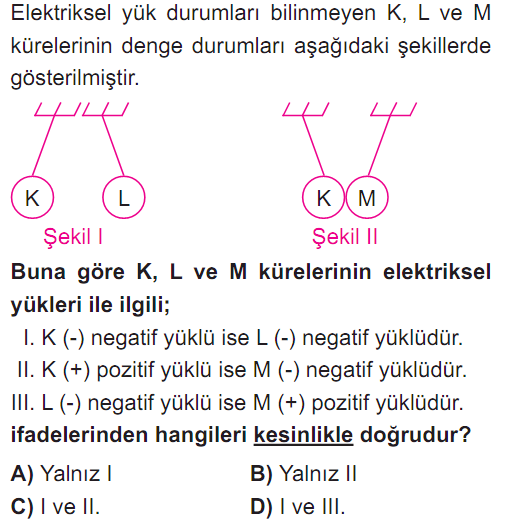 Elektriksel yük durumları bilinmeyen K, L ve M
kürelerinin denge durumları aşağıdaki şekillerde
gösterilmiştir.
K L K M
Şekil I Şekil II
Buna göre K, L ve M kürelerinin elektriksel
yükleri ile ilgili;
I. K (-) negatif yüklü ise L (-) negatif yüklüdür.
II. K (+) pozitif yüklü ise M (-) negatif yüklüdür.
III. L (-) negatif yüklü ise M (+) pozitif yüklüdür.
ifadelerinden hangileri kesinlikle doğrudur?
A) Yalnız I B) Yalnız II
C) I ve II. D) I ve III.